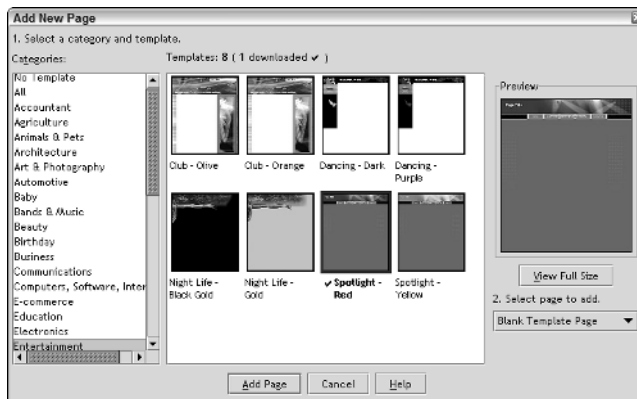 Add New Page
1. Select a category and template.
Categories:
Templates: 8 ( 1 downloaded ✔ )
No Template
All
Accountant
Agriculture
Animals & Pets
Architecture
Art & Photography
Automotive
Baby
Bands & Music
Beauty
Birthday
Business
Communications
Computers, Software, Inter
E-commerce
Education
Electronics
Entertainment
Club - Olive
Club - Orange
Dancing - Dark
Dancing - Purple
Night Life - Black Gold
Night Life - Gold
✔ Spotlight - Red
Spotlight - Yellow
Preview
View Full Size
2. Select page to add.
Blank Template Page
Add Page
Cancel
Help